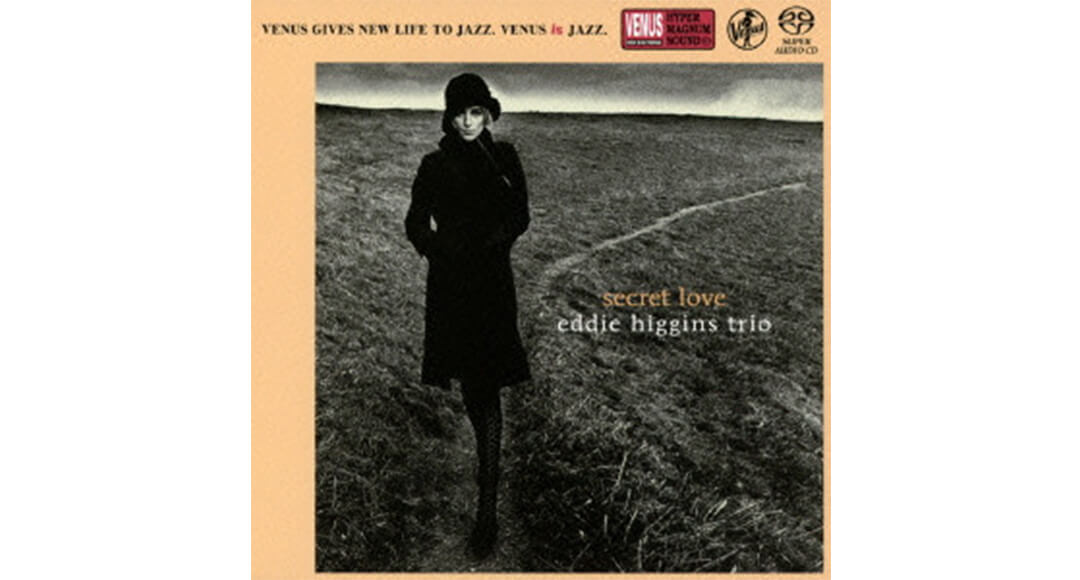 VENUS GIVES NEW LIFE TO JAZZ. VENUS is JAZZ.
VENUS
HYPER
MAGNUM
SOUND
Venus
SUPER
AUDIO CD
secret love
eddie higgins trio